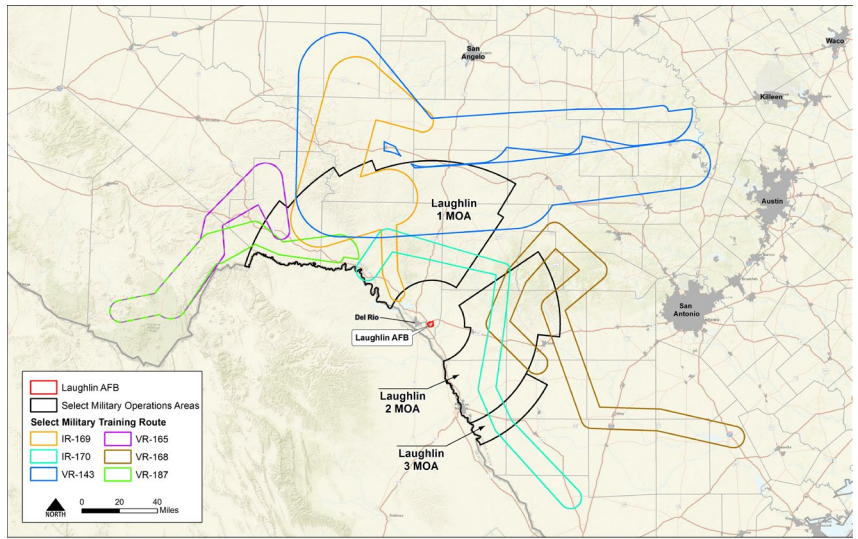 Waco
San
Angelo
Killeen
Austin
Laughlin
1 MOA
San
Antonio
Del Rio
Laughlin AFB
Laughlin
2 MOA
Laughlin
3 MOA
Laughlin AFB
Select Military Operations Areas
Select Military Training Route
IR-169
VR-165
IR-170
VR-168
VR-143
VR-187
NORTH
0 20 40
Miles